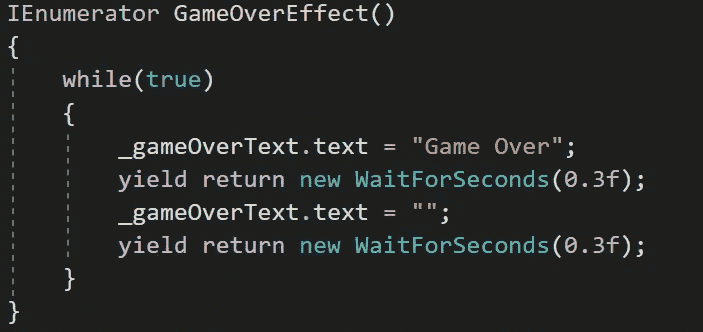 IEnumerator GameOverEffect()
{
    while(true)
    {
        _gameOverText.text = "Game Over";
        yield return new WaitForSeconds(0.3f);
        _gameOverText.text = "";
        yield return new WaitForSeconds(0.3f);
    }
}